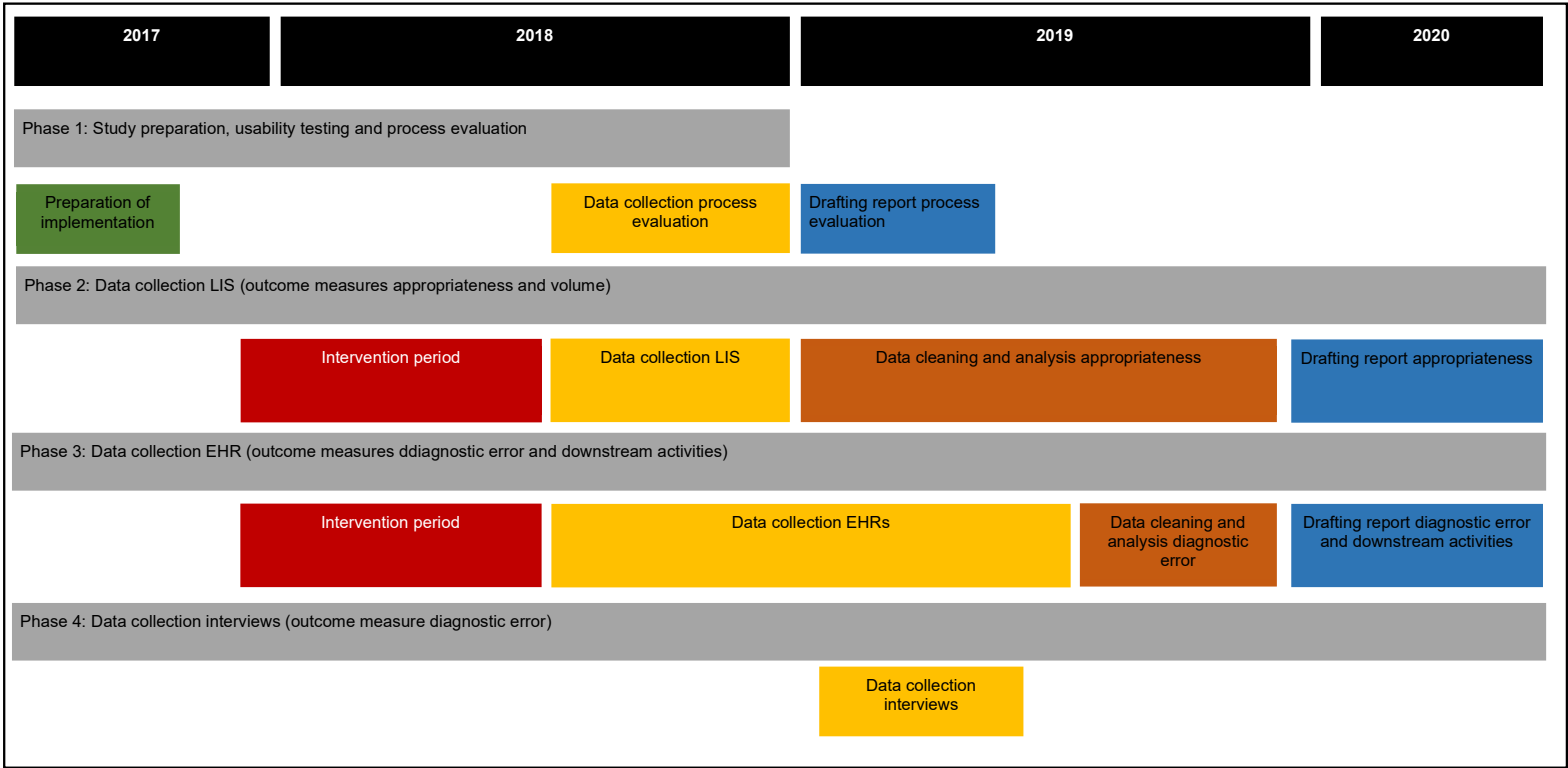 2017
2018
2019
2020
Phase 1: Study preparation, usability testing and process evaluation
Preparation of
implementation
Data collection process
evaluation
Drafting report process
evaluation
Phase 2: Data collection LIS (outcome measures appropriateness and volume)
Intervention period
Data collection LIS
Data cleaning and analysis appropriateness
Drafting report appropriateness
Phase 3: Data collection EHR (outcome measures ddiagnostic error and downstream activities)
Intervention period
Data collection EHRs
Data cleaning and
analysis diagnostic
error
Drafting report diagnostic error
and downstream activities
Phase 4: Data collection interviews (outcome measure diagnostic error)
Data collection
interviews